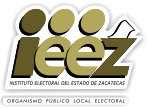 ieez
INSTITUTO ELECTORAL DEL ESTADO DE ZACATECAS
ORGANISMO PÚBLICO LOCAL ELECTORAL